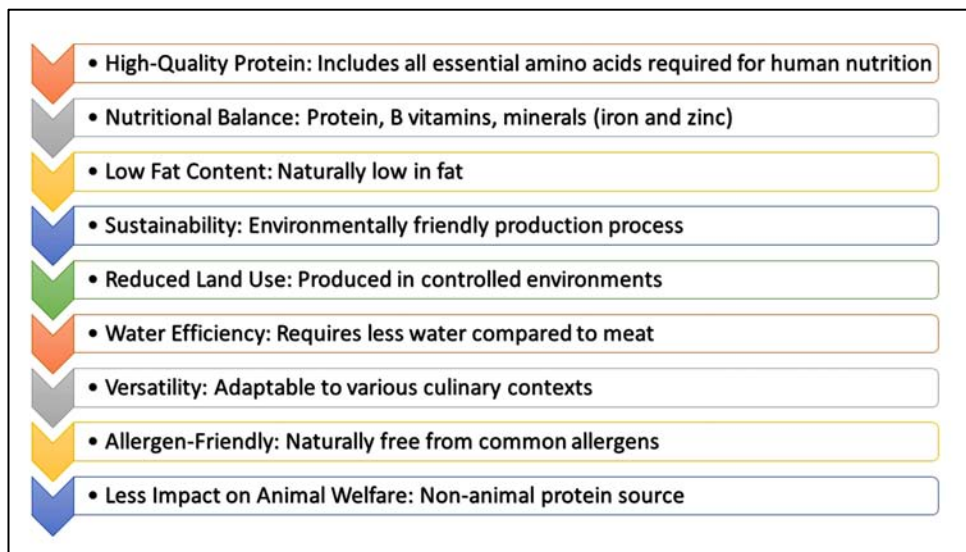 • High-Quality Protein: Includes all essential amino acids required for human nutrition
• Nutritional Balance: Protein, B vitamins, minerals (iron and zinc)
• Low Fat Content: Naturally low in fat
• Sustainability: Environmentally friendly production process
• Reduced Land Use: Produced in controlled environments
• Water Efficiency: Requires less water compared to meat
• Versatility: Adaptable to various culinary contexts
• Allergen-Friendly: Naturally free from common allergens
• Less Impact on Animal Welfare: Non-animal protein source